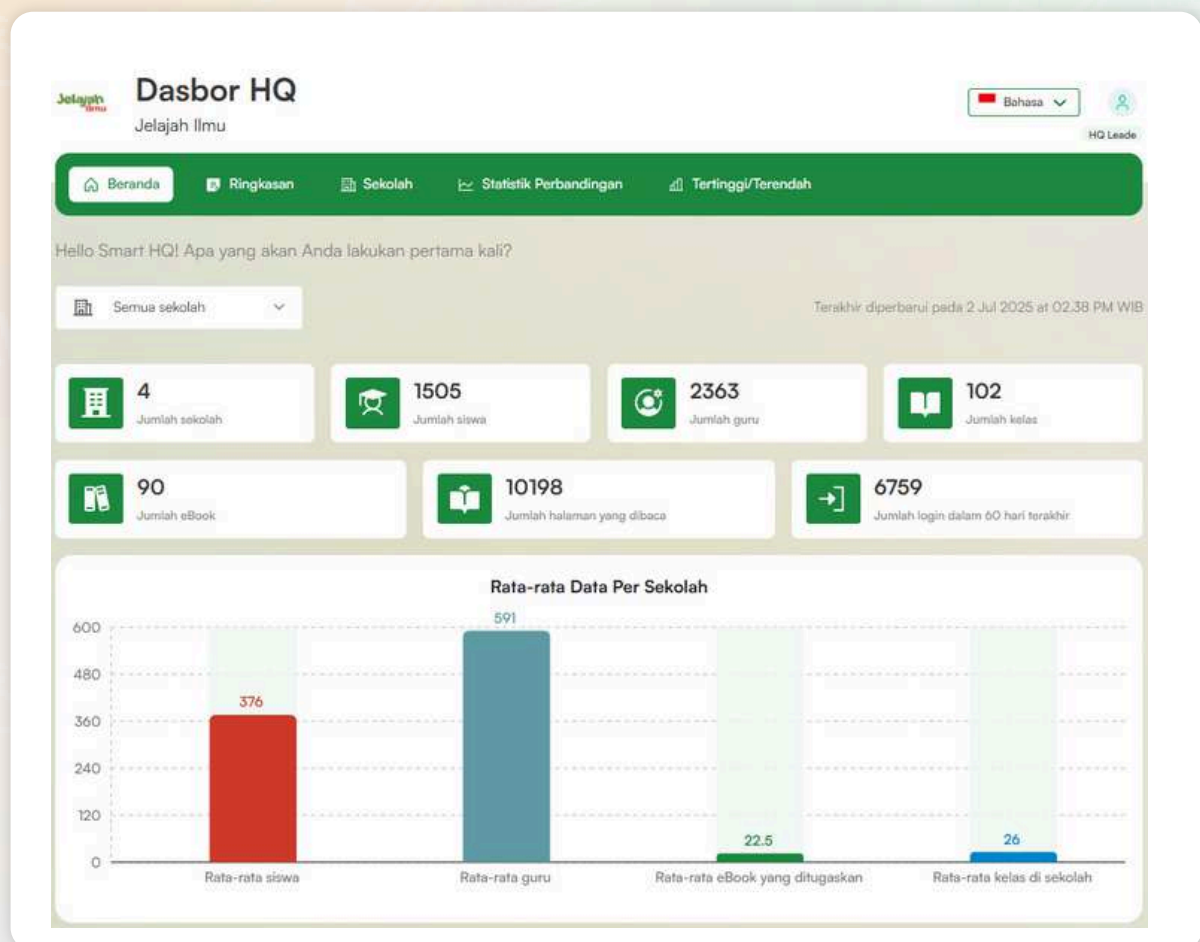 Jelajah
Ilmu
Dasbor HQ
Jelajah Ilmu
Bahasa
HQ Leade
Beranda
Ringkasan
Sekolah
Statistik Perbandingan
Tertinggi/Terendah
Hello Smart HQ! Apa yang akan Anda lakukan pertama kali?
Semua sekolah
Terakhir diperbarui pada 2 Jul 2025 at 02.38 PM WIB
4
Jumlah sekolah
1505
Jumlah siswa
2363
Jumlah guru
102
Jumlah kelas
90
Jumlah eBook
10198
Jumlah halaman yang dibaca
6759
Jumlah login dalam 60 hari terakhir
Rata-rata Data Per Sekolah
600
480
360
240
120
0
376
591
22.5
26
Rata-rata siswa
Rata-rata guru
Rata-rata eBook yang ditugaskan
Rata-rata kelas di sekolah